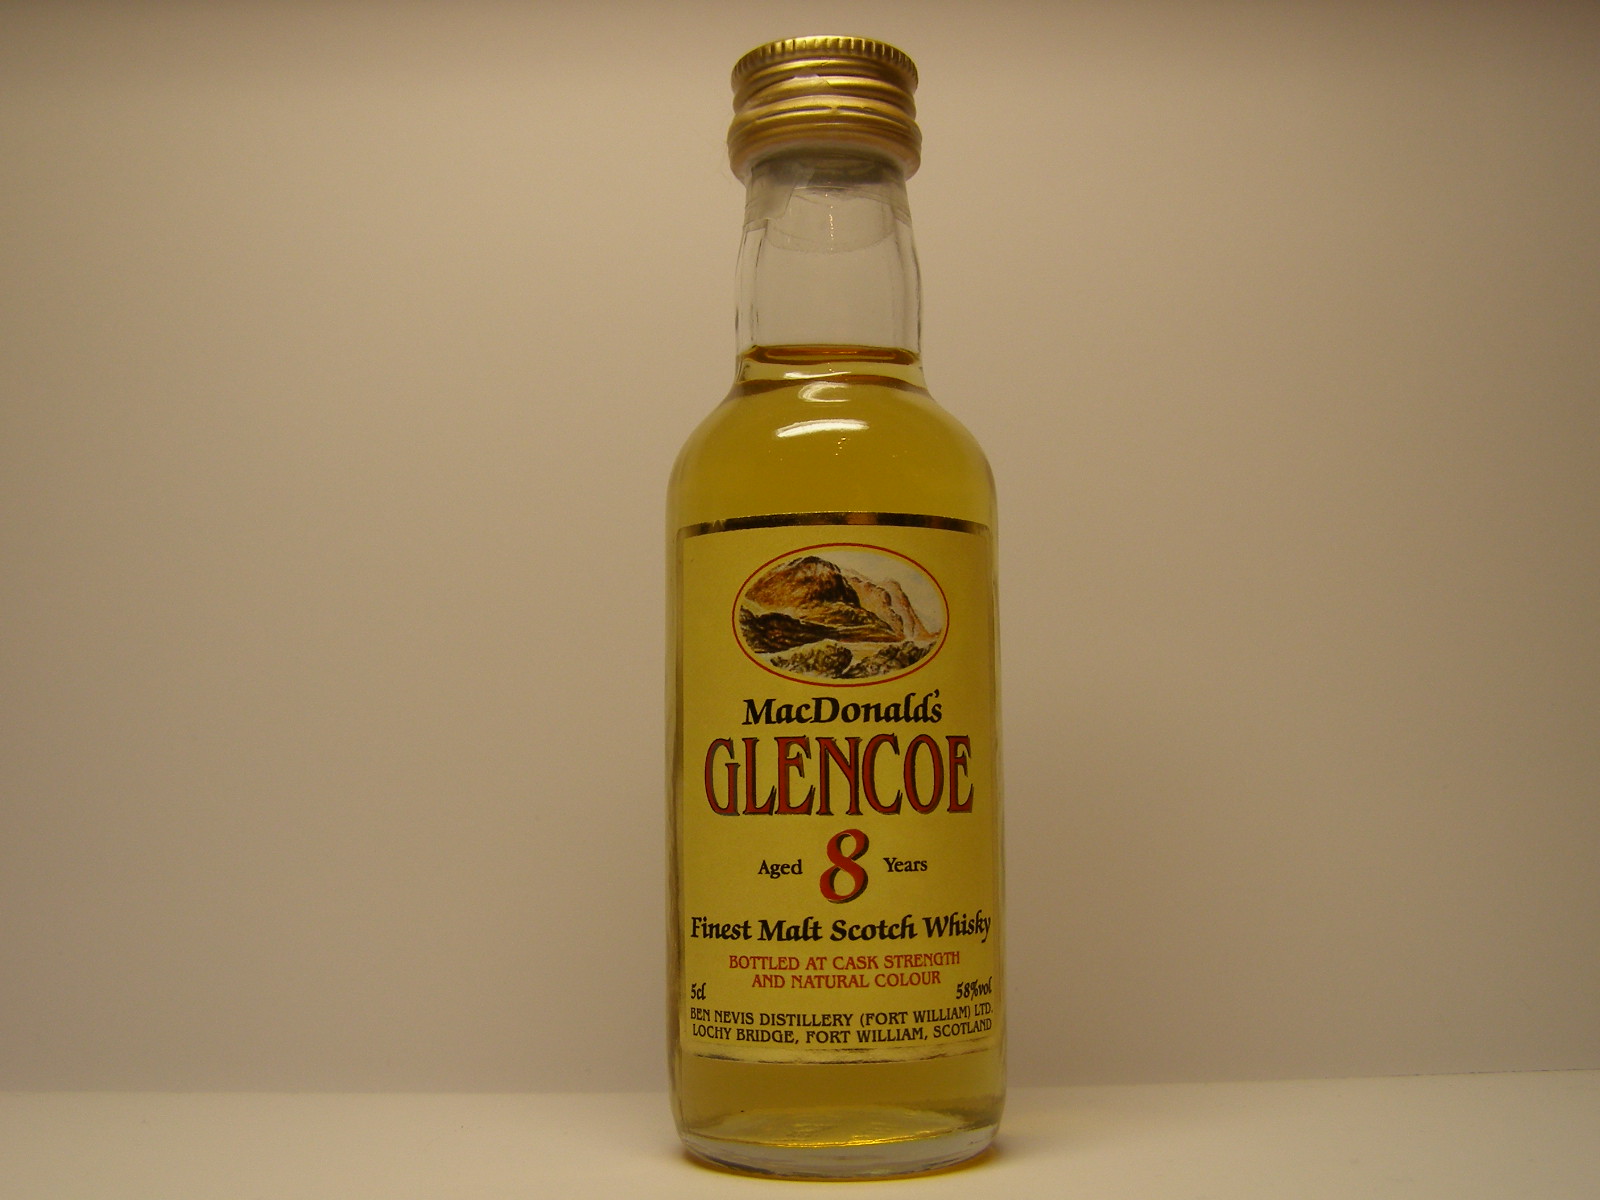 MacDonald's
GLENCOE
Aged 8 Years
Finest Malt Scotch Whisky
BOTTLED AT CASK STRENGTH
AND NATURAL COLOUR
5cl 58%vol
BEN NEVIS DISTILLERY (FORT WILLIAM) LTD.
LOCHY BRIDGE, FORT WILLIAM, SCOTLAND